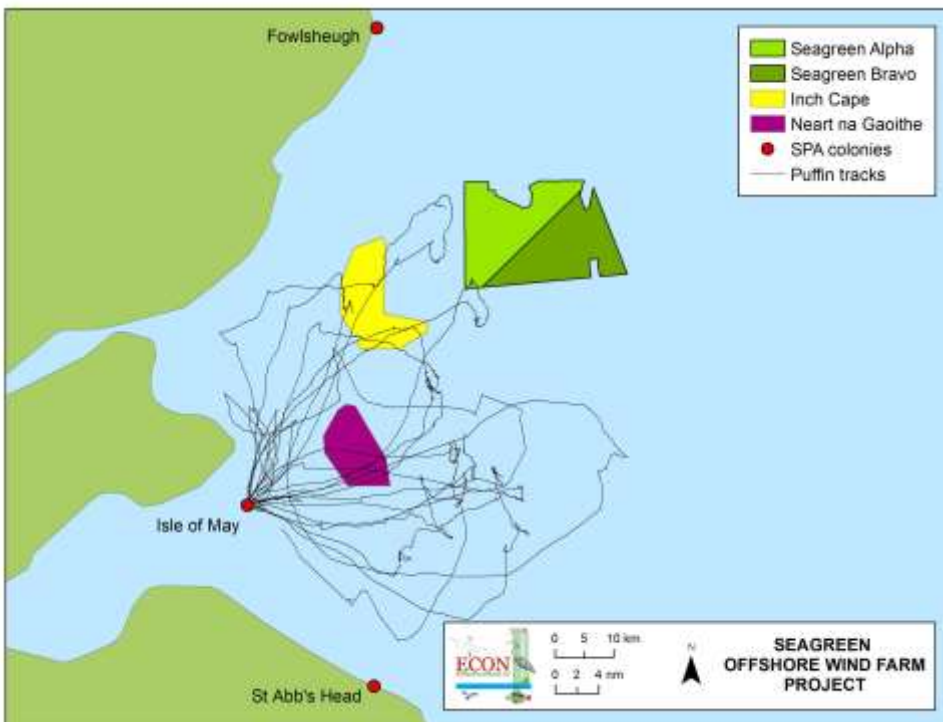 Fowlsheugh
Seagreen Alpha
Seagreen Bravo
Inch Cape
Neart na Gaoithe
SPA colonies
Puffin tracks
Isle of May
St Abb's Head
ECON
0 5 10 km
0 2 4 nm
N
SEAGREEN
OFFSHORE WIND FARM
PROJECT